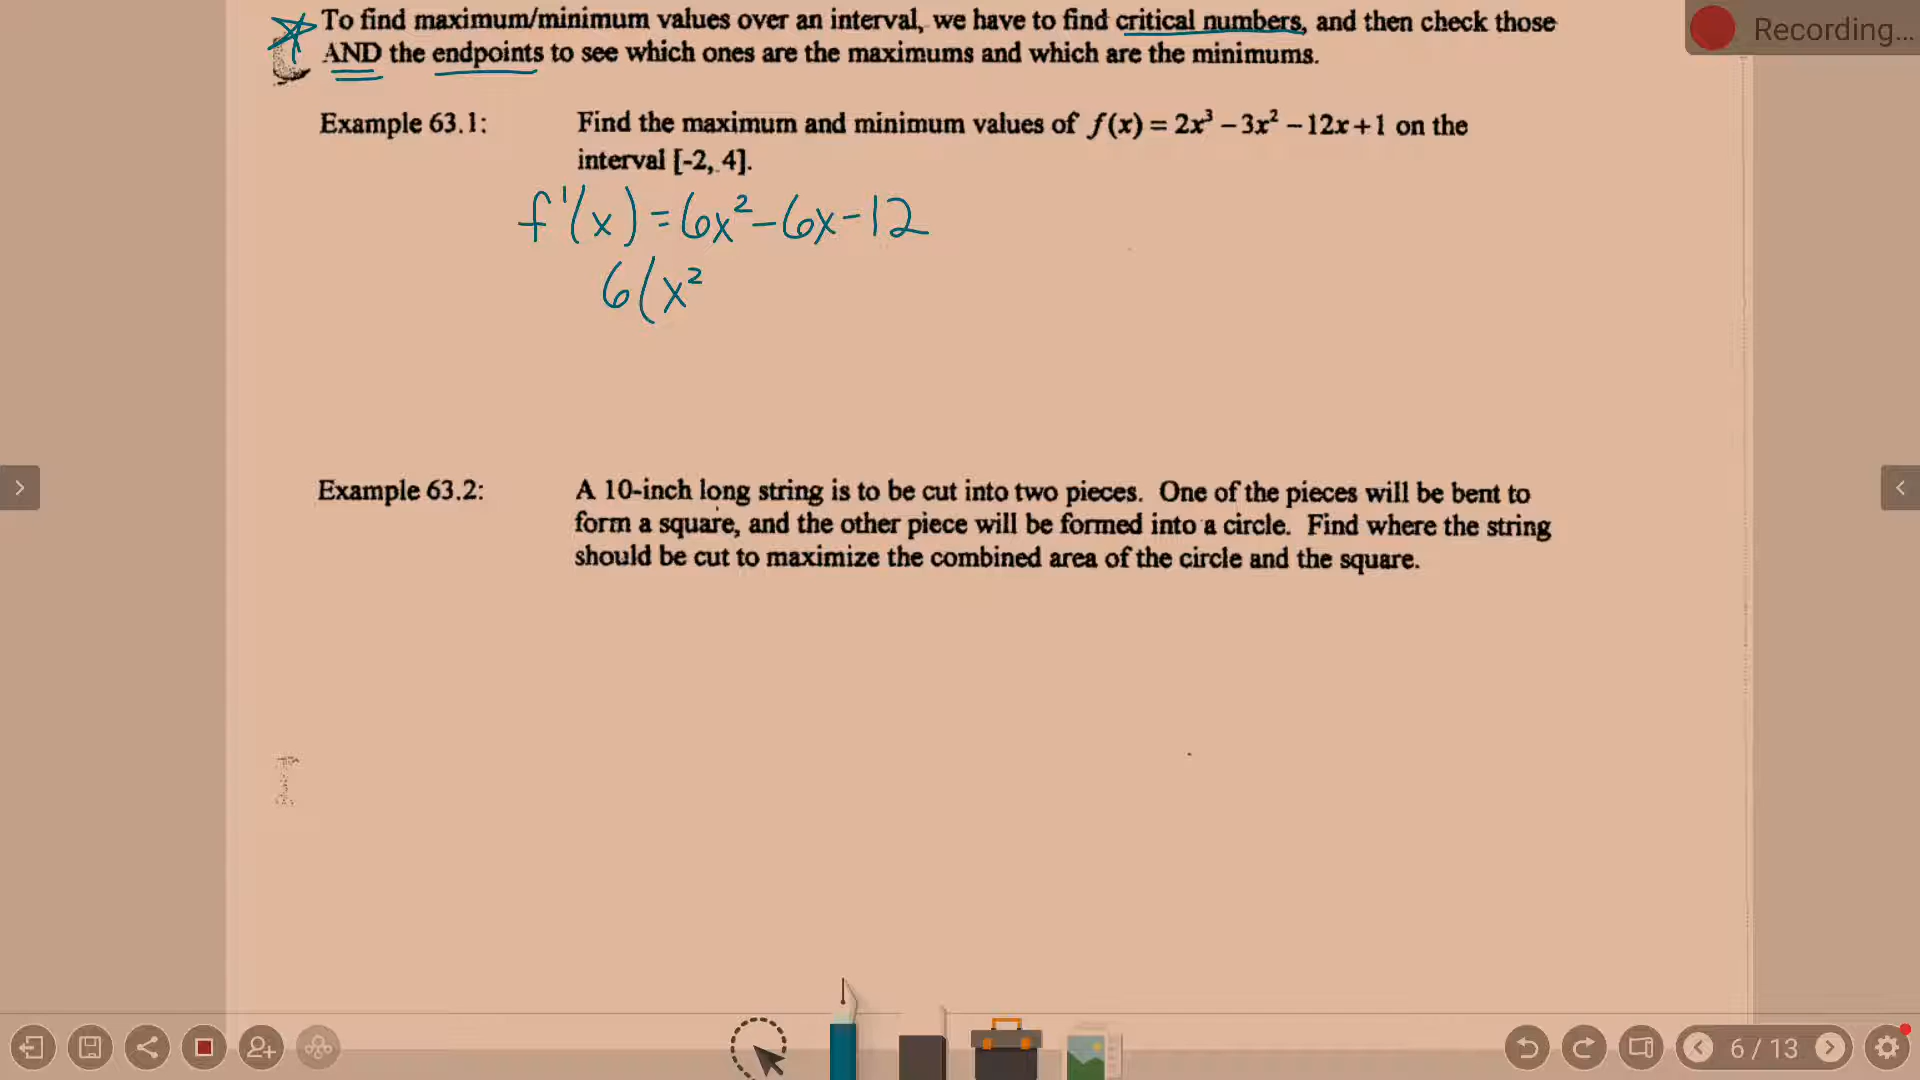 To find maximum/minimum values over an interval, we have to find critical numbers, and then check those
AND the endpoints to see which ones are the maximums and which are the minimums.
Recording...
Example 63.1: Find the maximum and minimum values of f(x) = 2x³ – 3x² – 12x + 1 on the
interval [-2, 4].
f'(x) = 6x² – 6x – 12
6(x²
Example 63.2: A 10-inch long string is to be cut into two pieces. One of the pieces will be bent to
form a square, and the other piece will be formed into a circle. Find where the string
should be cut to maximize the combined area of the circle and the square.
6 / 13